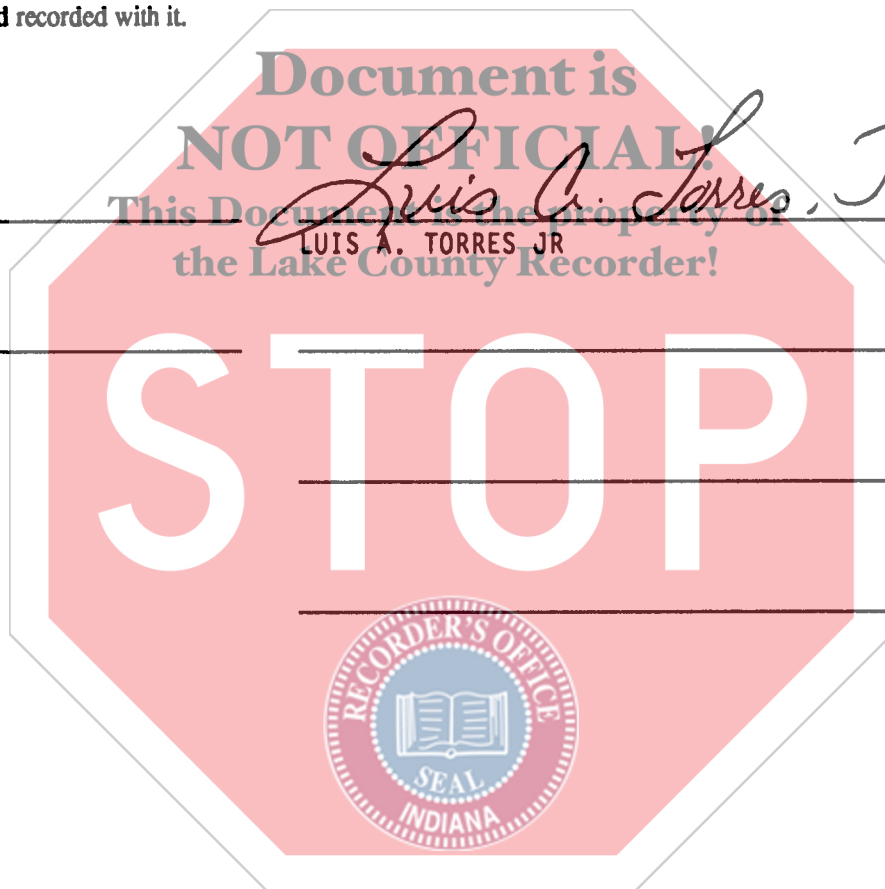 d recorded with it.
Document is
NOT OFFICIAL!
Luis A. Torres, J
This Document is the property of
LUIS A. TORRES JR
the Lake County Recorder!
STOP
RECORDER'S OFFICE
SEAL
INDIANA